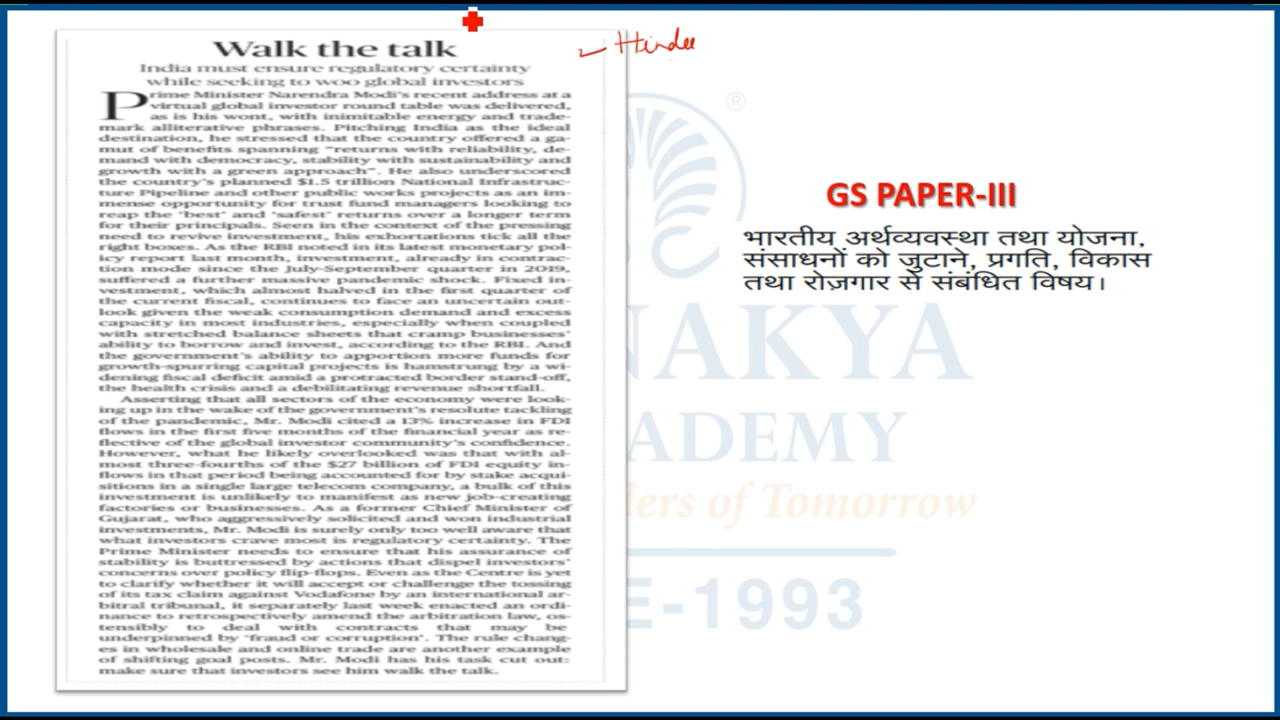 Walk the talk
India must ensure regulatory certainty
while seeking to woo global investors
Prime Minister Narendra Modi's recent address at a
virtual global investor round table was delivered,
as is his wont, with inimitable energy and trade-
mark alliterative phrases. Pitching India as the ideal
destination, he stressed that the country offered a ga-
mut of benefits spanning "returns with reliability, de-
mand with democracy, stability with sustainability and
growth with a green approach". He also underscored
the country's planned $1.5 trillion National Infrastruc-
ture Pipeline and other public works projects as an im-
mense opportunity for trust fund managers looking to
reap the 'best' and 'safest' returns over a longer term
for their principals. Seen in the context of the pressing
need to revive investment, his exhortations tick all the
right boxes. As the RBI noted in its latest monetary pol-
icy report last month, investment, already in contrac-
tion mode since the July-September quarter in 2019,
suffered a further massive pandemic shock. Fixed in-
vestment, which almost halved in the first quarter of
the current fiscal, continues to face an uncertain out-
look given the weak consumption demand and excess
capacity in most industries, especially when coupled
with stretched balance sheets that cramp businesses'
ability to borrow and invest, according to the RBI. And
the government's ability to apportion more funds for
growth-spurring capital projects is hamstrung by a wi-
dening fiscal deficit amid a protracted border stand-off,
the health crisis and a debilitating revenue shortfall.
Asserting that all sectors of the economy were look-
ing up in the wake of the government's resolute tackling
of the pandemic, Mr. Modi cited a 13% increase in FDI
flows in the first five months of the financial year as re-
flective of the global investor community's confidence.
However, what he likely overlooked was that with al-
most three-fourths of the $27 billion of FDI equity in-
flows in that period being accounted for by stake acqui-
sitions in a single large telecom company, a bulk of this
investment is unlikely to manifest as new job-creating
factories or businesses. As a former Chief Minister of
Gujarat, who aggressively solicited and won industrial
investments, Mr. Modi is surely only too well aware that
what investors crave most is regulatory certainty. The
Prime Minister needs to ensure that his assurance of
stability is buttressed by actions that dispel investors'
concerns over policy flip-flops. Even as the Centre is yet
to clarify whether it will accept or challenge the tossing
of its tax claim against Vodafone by an international ar-
bitral tribunal, it separately last week enacted an ordi-
nance to retrospectively amend the arbitration law, os-
tensibly to deal with contracts that may be
underpinned by 'fraud or corruption'. The rule chang-
es in wholesale and online trade are another example
of shifting goal posts. Mr. Modi has his task cut out:
make sure that investors see him walk the talk.
GS PAPER-III
भारतीय अर्थव्यवस्था तथा योजना,
संसाधनों को जुटाने, प्रगति, विकास
तथा रोज़गार से संबंधित विषय।
NAKYA
ADEMY
ders of Tomorrow
E-1993